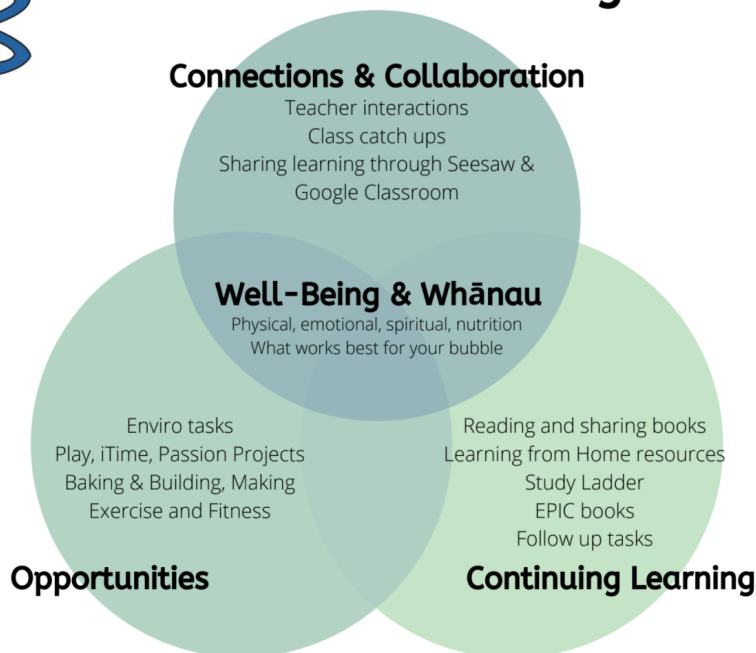 Connections & Collaboration
Teacher interactions
Class catch ups
Sharing learning through Seesaw &
Google Classroom
Well-Being & Whānau
Physical, emotional, spiritual, nutrition
What works best for your bubble
Enviro tasks
Play, iTime, Passion Projects
Baking & Building, Making
Exercise and Fitness
Opportunities
Reading and sharing books
Learning from Home resources
Study Ladder
EPIC books
Follow up tasks
Continuing Learning